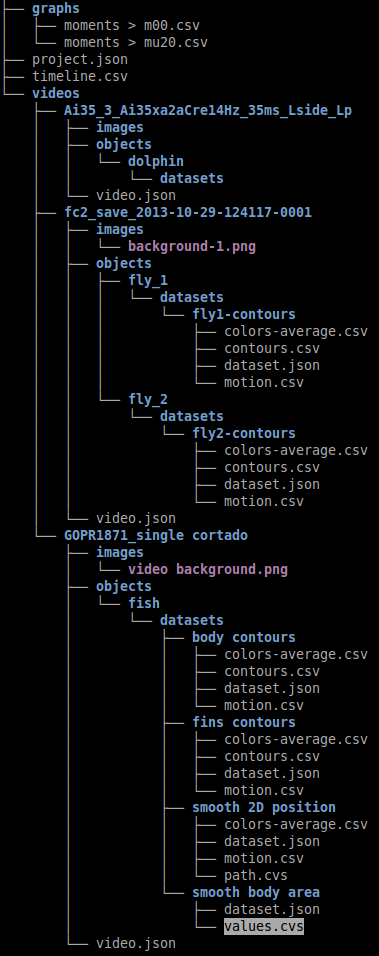 graphs
moments > m00.csv
moments > mu20.csv
project.json
timeline.csv
videos
Ai35_3_Ai35xa2aCre14Hz_35ms_Lside_Lp
images
objects
dolphin
datasets
video.json
fc2_save_2013-10-29-124117-0001
images
background-1.png
objects
fly_1
datasets
fly1-contours
colors-average.csv
contours.csv
dataset.json
motion.csv
fly_2
datasets
fly2-contours
colors-average.csv
contours.csv
dataset.json
motion.csv
video.json
GOPR1871_single cortado
images
video background.png
objects
fish
datasets
body contours
colors-average.csv
contours.csv
dataset.json
motion.csv
fins contours
colors-average.csv
contours.csv
dataset.json
motion.csv
smooth 2D position
colors-average.csv
dataset.json
motion.csv
path.cvs
smooth body area
dataset.json
values.cvs
video.json